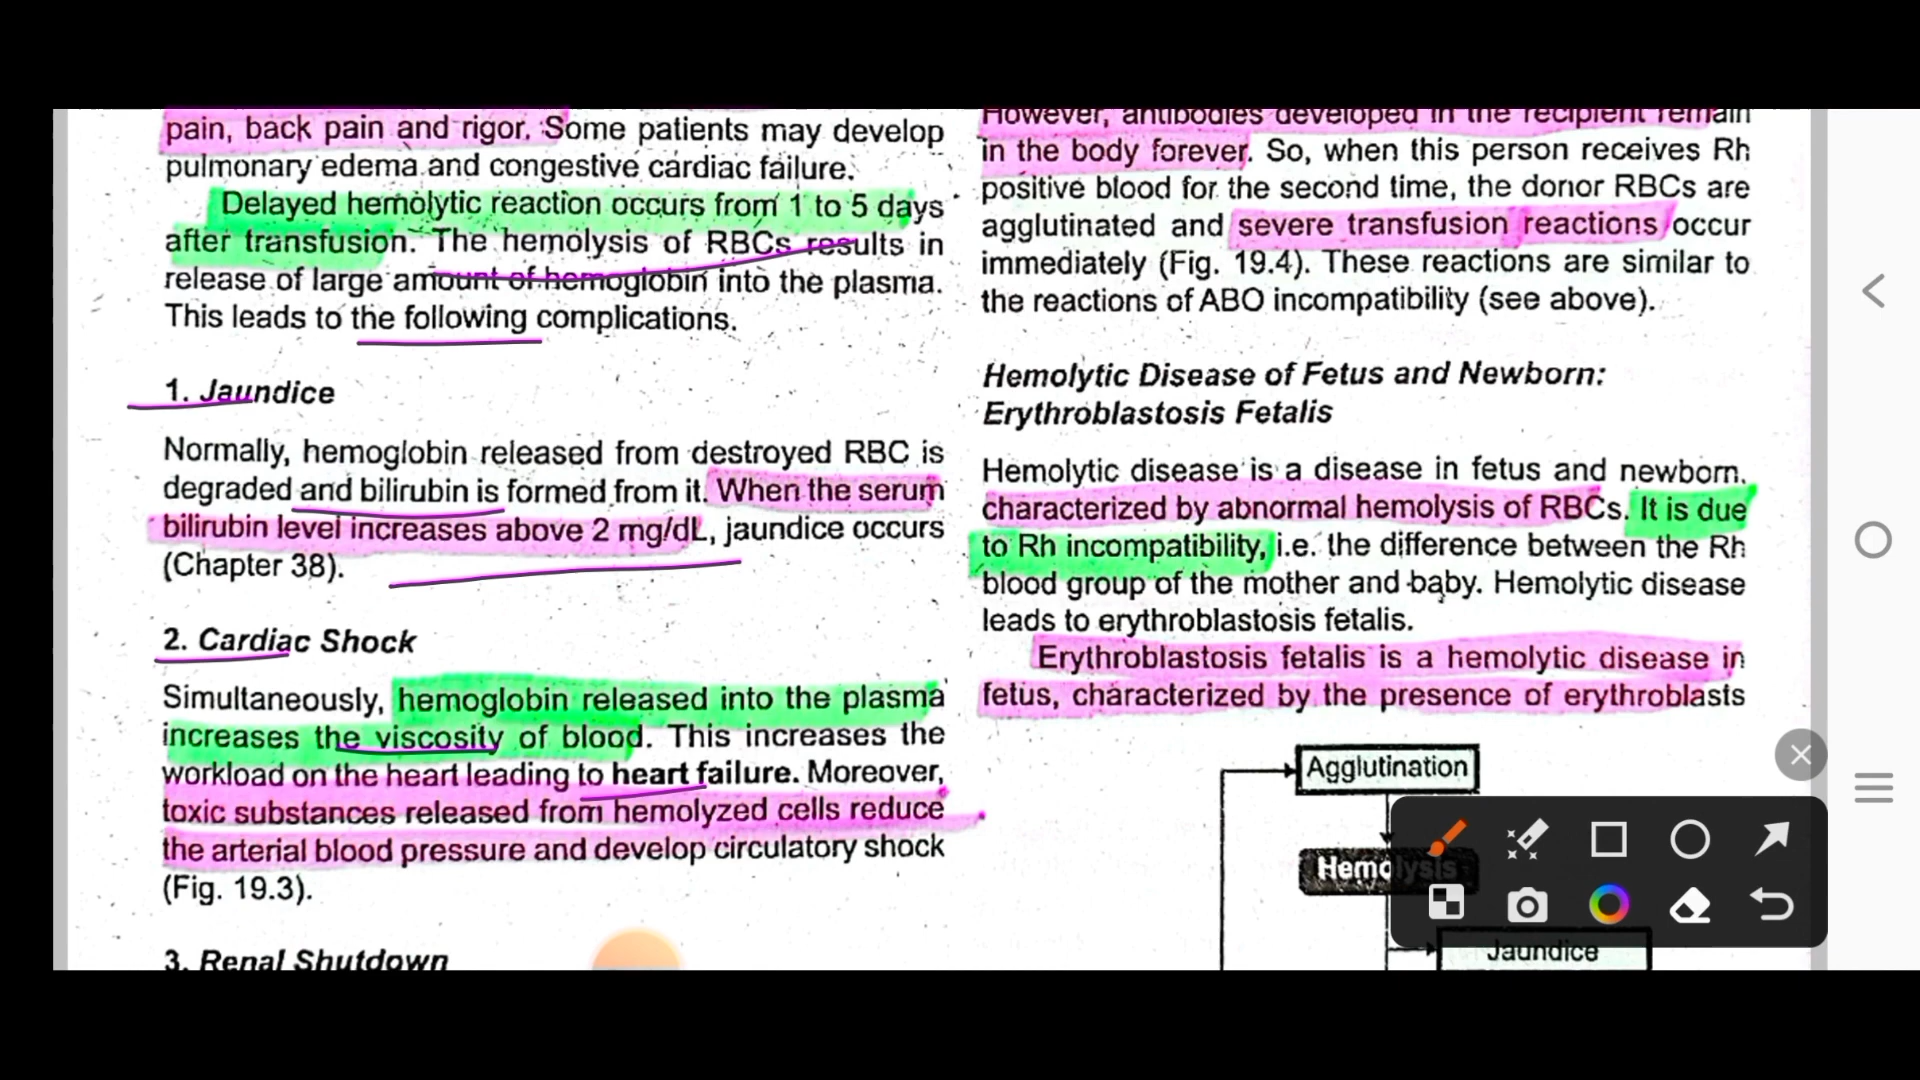 pain, back pain and rigor. Some patients may develop
pulmonary edema and congestive cardiac failure.
Delayed hemolytic reaction occurs from 1 to 5 days
after transfusion. The hemolysis of RBCs results in
release of large amount of hemoglobin into the plasma.
This leads to the following complications.
1. Jaundice
Normally, hemoglobin released from destroyed RBC is
degraded and bilirubin is formed from it. When the serum
bilirubin level increases above 2 mg/dL, jaundice occurs
(Chapter 38).
2. Cardiac Shock
Simultaneously, hemoglobin released into the plasma
increases the viscosity of blood. This increases the
workload on the heart leading to heart failure. Moreover,
toxic substances released from hemolyzed cells reduce
the arterial blood pressure and develop circulatory shock
(Fig. 19.3).
3. Renal Shutdown
However, antibodies developed in the recipient remain
in the body forever. So, when this person receives Rh
positive blood for the second time, the donor RBCs are
agglutinated and severe transfusion reactions occur
immediately (Fig. 19.4). These reactions are similar to
the reactions of ABO incompatibility (see above).
Hemolytic Disease of Fetus and Newborn:
Erythroblastosis Fetalis
Hemolytic disease is a disease in fetus and newborn,
characterized by abnormal hemolysis of RBCs. It is due
to Rh incompatibility, i.e. the difference between the Rh
blood group of the mother and baby. Hemolytic disease
leads to erythroblastosis fetalis.
Erythroblastosis fetalis is a hemolytic disease in
fetus, characterized by the presence of erythroblasts
Agglutination
Hemolysis
Jaundice